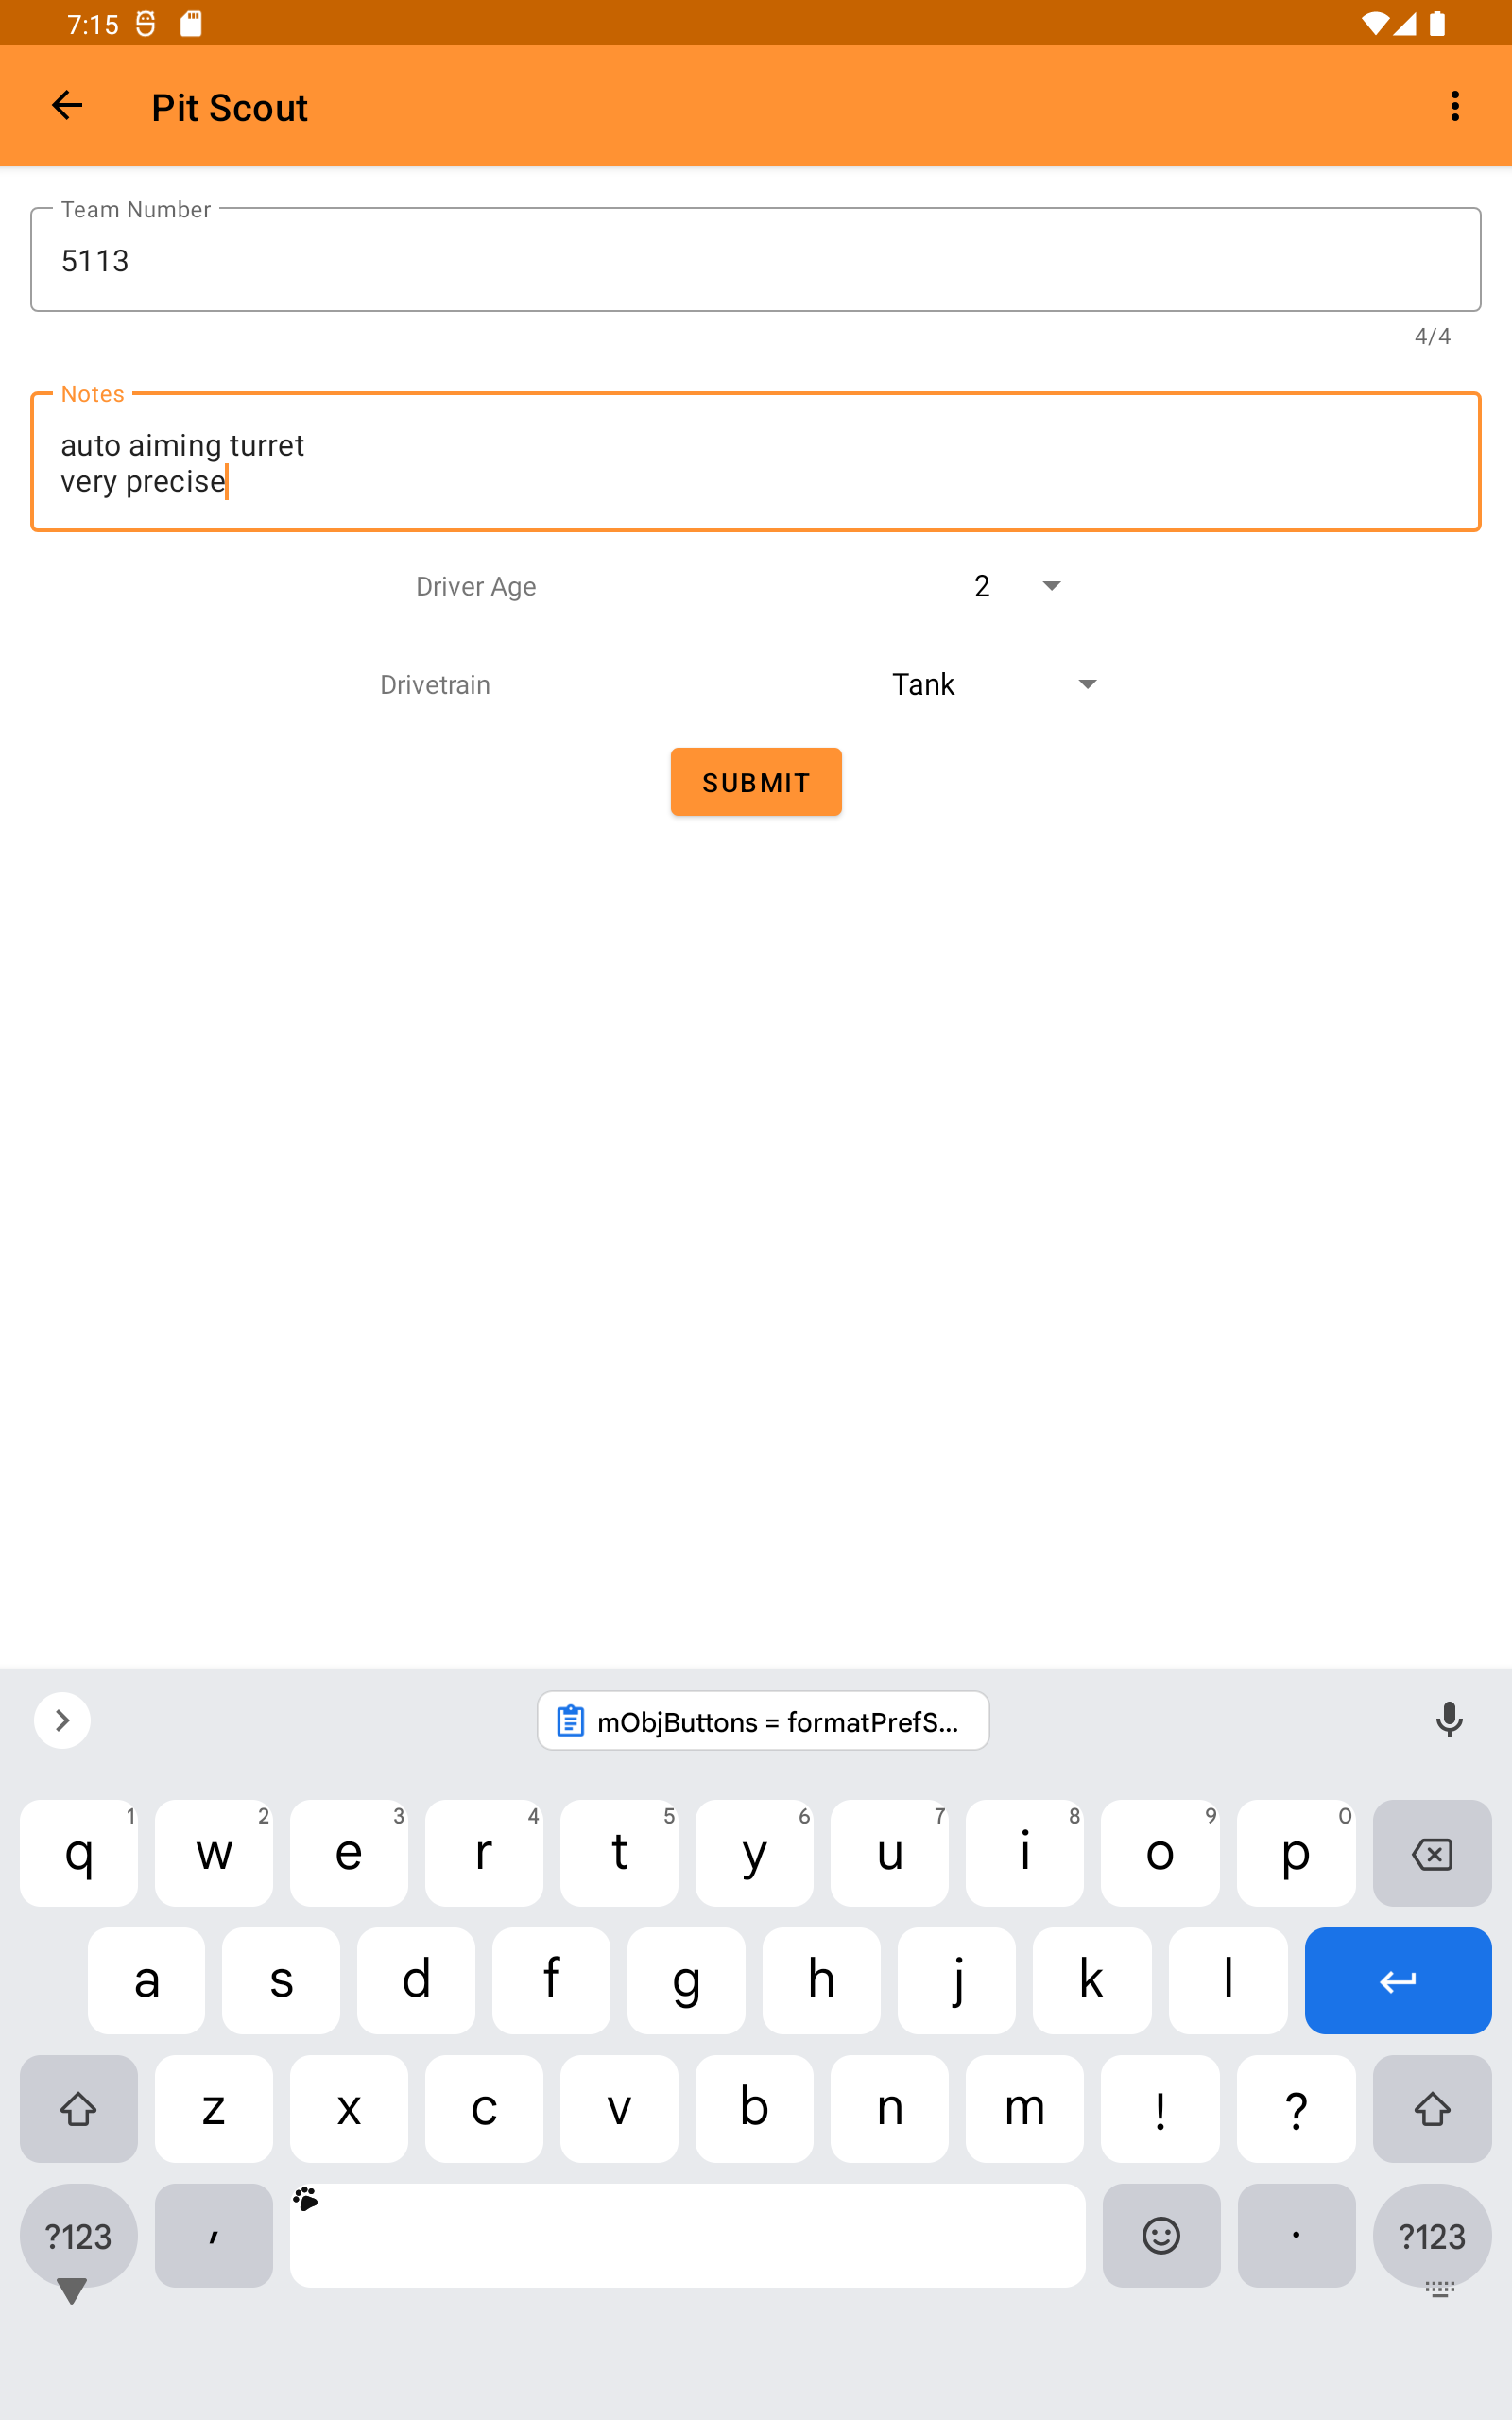 7:15
Pit Scout
Team Number
5113
4/4
Notes
auto aiming turret
very precise
Driver Age 2
Drivetrain Tank
SUBMIT
mObjButtons = formatPrefS...
q 1 w 2 e 3 r 4 t 5 y 6 u 7 i 8 o 9 p 0
a s d f g h j k l
z x c v b n m ! ?
?123 , . ?123